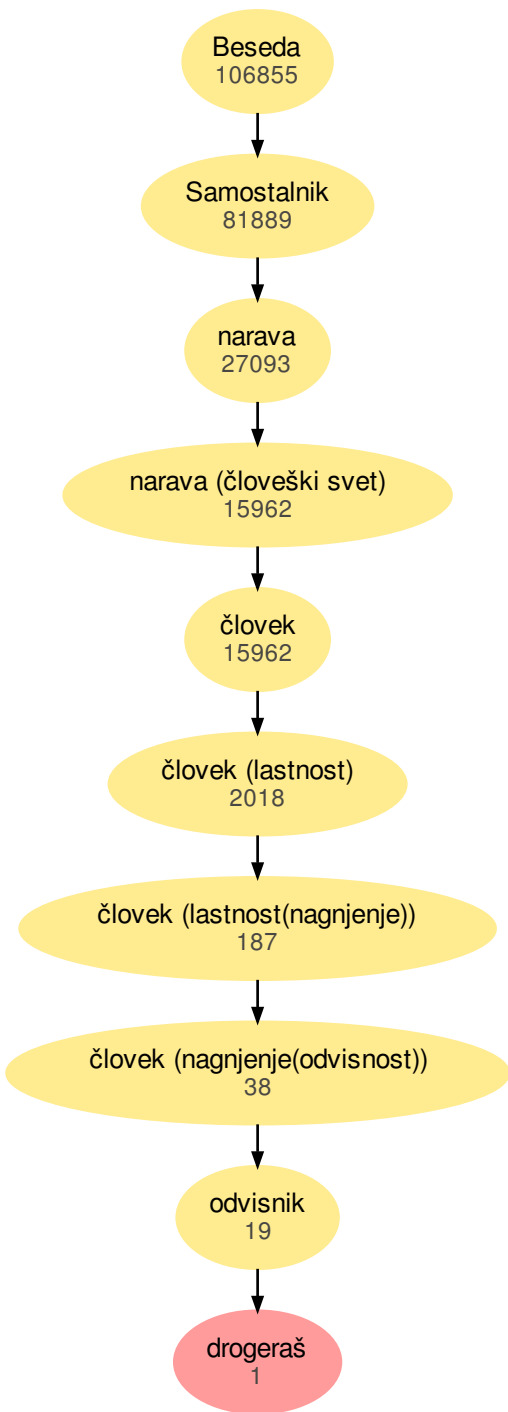 Beseda
106855
Samostalnik
81889
narava
27093
narava (človeški svet)
15962
človek
15962
človek (lastnost)
2018
človek (lastnost(nagnjenje))
187
človek (nagnjenje(odvisnost))
38
odvisnik
19
drogeraš
1